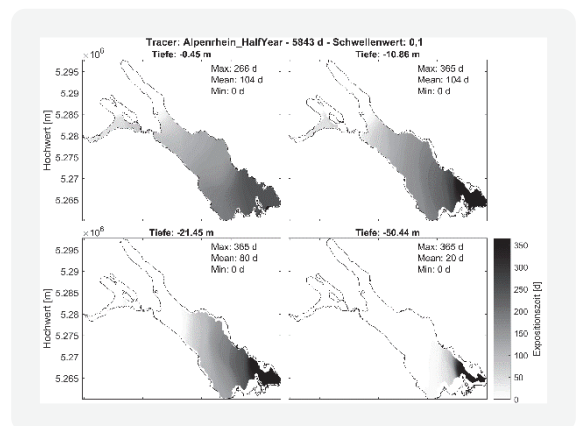 Tracer: Alpenrhein_HalfYear - 5843 d - Schwellenwert: 0,1
Tiefe: -0.45 m
Tiefe: -10.86 m
×10⁶
Max: 266 d
Mean: 104 d
Min: 0 d
Max: 365 d
Mean: 104 d
Min: 0 d
Hochwert [m]
5.295
5.29
5.285
5.28
5.275
5.27
5.265
Tiefe: -21.45 m
Tiefe: -50.44 m
×10⁶
Max: 365 d
Mean: 80 d
Min: 0 d
Max: 365 d
Mean: 20 d
Min: 0 d
Hochwert [m]
5.295
5.29
5.285
5.28
5.275
5.27
5.265
350
300
250
200
150
100
50
0
Expositionszeit [d]